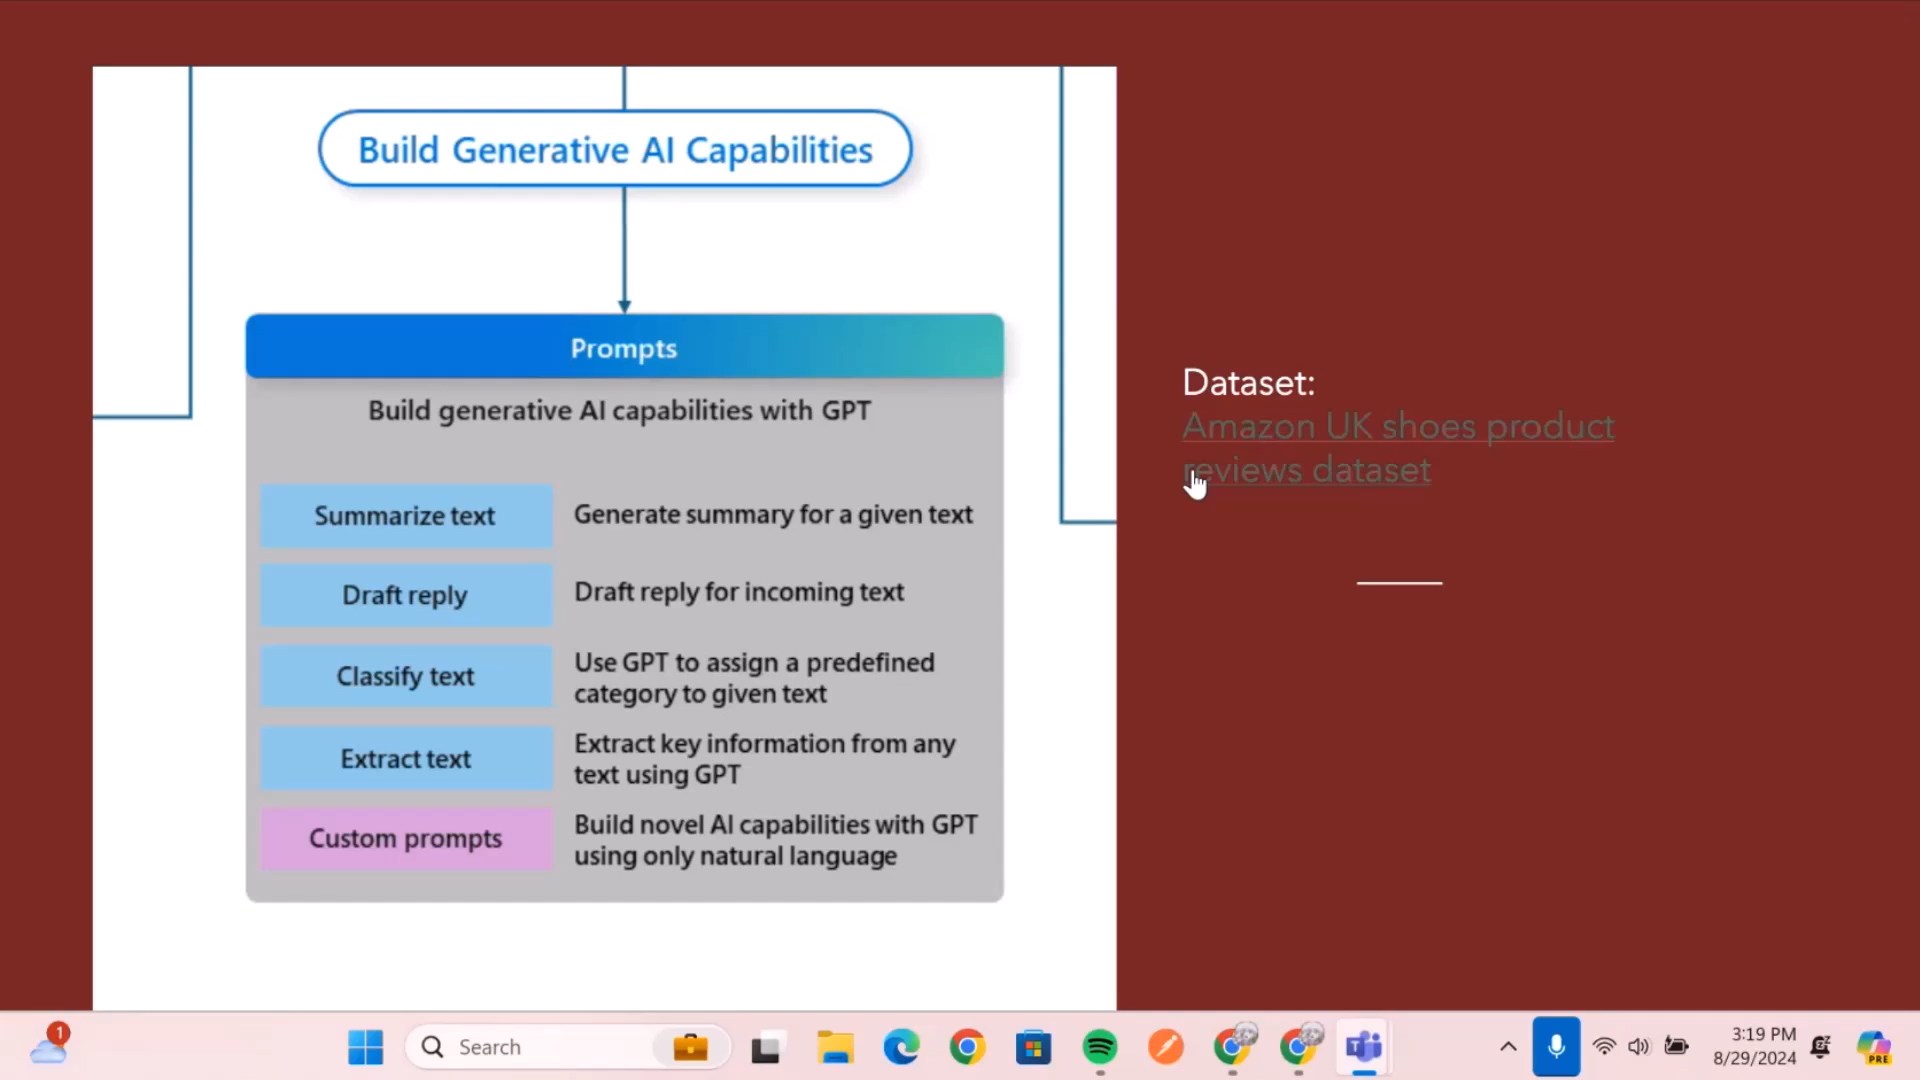 Build Generative AI Capabilities
Prompts
Build generative AI capabilities with GPT
Summarize text
Generate summary for a given text
Draft reply
Draft reply for incoming text
Classify text
Use GPT to assign a predefined
category to given text
Extract text
Extract key information from any
text using GPT
Custom prompts
Build novel AI capabilities with GPT
using only natural language
Dataset:
Amazon UK shoes product
reviews dataset
1
Search
3:19 PM
8/29/2024
PRE